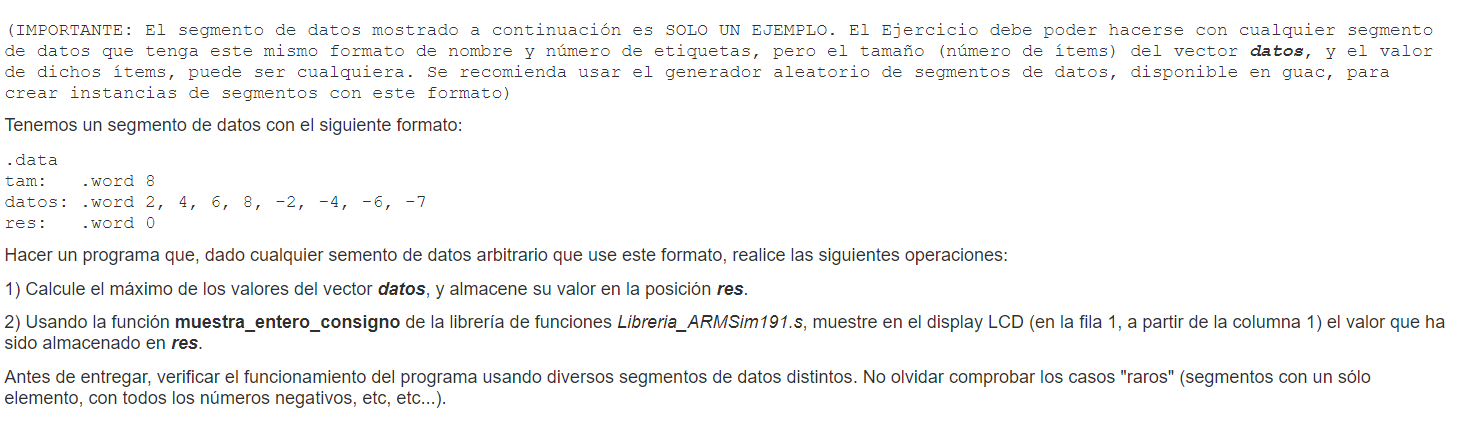 (IMPORTANTE: El segmento de datos mostrado a continuación es SOLO UN EJEMPLO. El Ejercicio debe poder hacerse con cualquier segmento
de datos que tenga este mismo formato de nombre y número de etiquetas, pero el tamaño (número de ítems) del vector datos, y el valor
de dichos ítems, puede ser cualquiera. Se recomienda usar el generador aleatorio de segmentos de datos, disponible en guac, para
crear instancias de segmentos con este formato)
Tenemos un segmento de datos con el siguiente formato:
.data
tam:   .word 8
datos: .word 2, 4, 6, 8, -2, -4, -6, -7
res:   .word 0
Hacer un programa que, dado cualquier semento de datos arbitrario que use este formato, realice las siguientes operaciones:
1) Calcule el máximo de los valores del vector datos, y almacene su valor en la posición res.
2) Usando la función muestra_entero_consigno de la librería de funciones Libreria_ARMSim191.s, muestre en el display LCD (en la fila 1, a partir de la columna 1) el valor que ha
sido almacenado en res.
Antes de entregar, verificar el funcionamiento del programa usando diversos segmentos de datos distintos. No olvidar comprobar los casos "raros" (segmentos con un sólo
elemento, con todos los números negativos, etc, etc...).